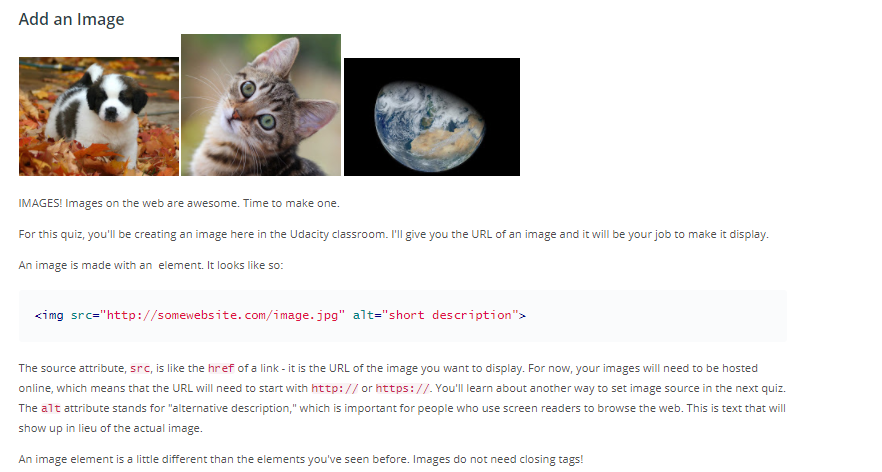 Add an Image
IMAGES! Images on the web are awesome. Time to make one.
For this quiz, you'll be creating an image here in the Udacity classroom. I'll give you the URL of an image and it will be your job to make it display.
An image is made with an  element. It looks like so:
<img src="http://somewebsite.com/image.jpg" alt="short description">
The source attribute, src, is like the href of a link - it is the URL of the image you want to display. For now, your images will need to be hosted
online, which means that the URL will need to start with http:// or https://. You'll learn about another way to set image source in the next quiz.
The alt attribute stands for "alternative description," which is important for people who use screen readers to browse the web. This is text that will
show up in lieu of the actual image.
An image element is a little different than the elements you've seen before. Images do not need closing tags!